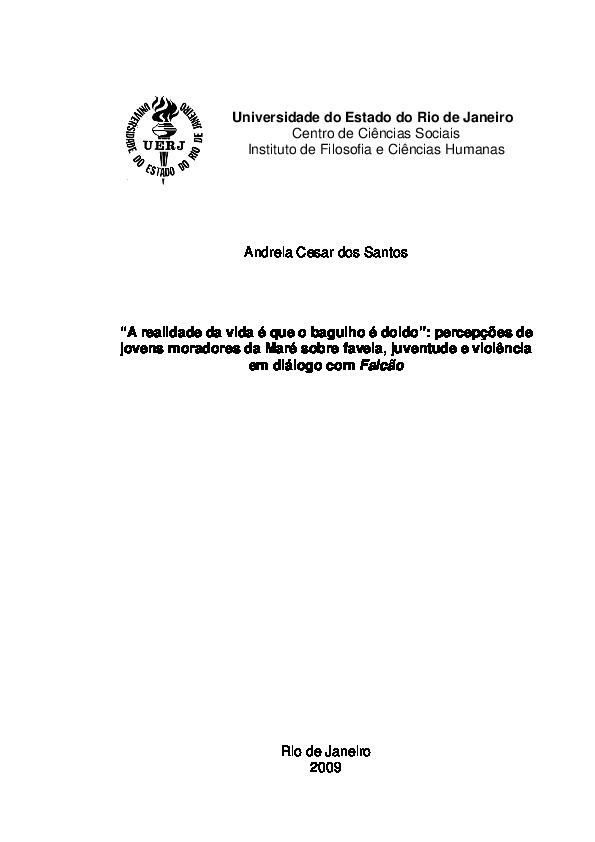 UNIVERSIDADE DO ESTADO DO RIO DE JANEIRO
UERJ
Universidade do Estado do Rio de Janeiro
Centro de Ciências Sociais
Instituto de Filosofia e Ciências Humanas
Andreia Cesar dos Santos
“A realidade da vida é que o bagulho é doido”: percepções de
jovens moradores da Maré sobre favela, juventude e violência
em diálogo com Falcão
Rio de Janeiro
2009